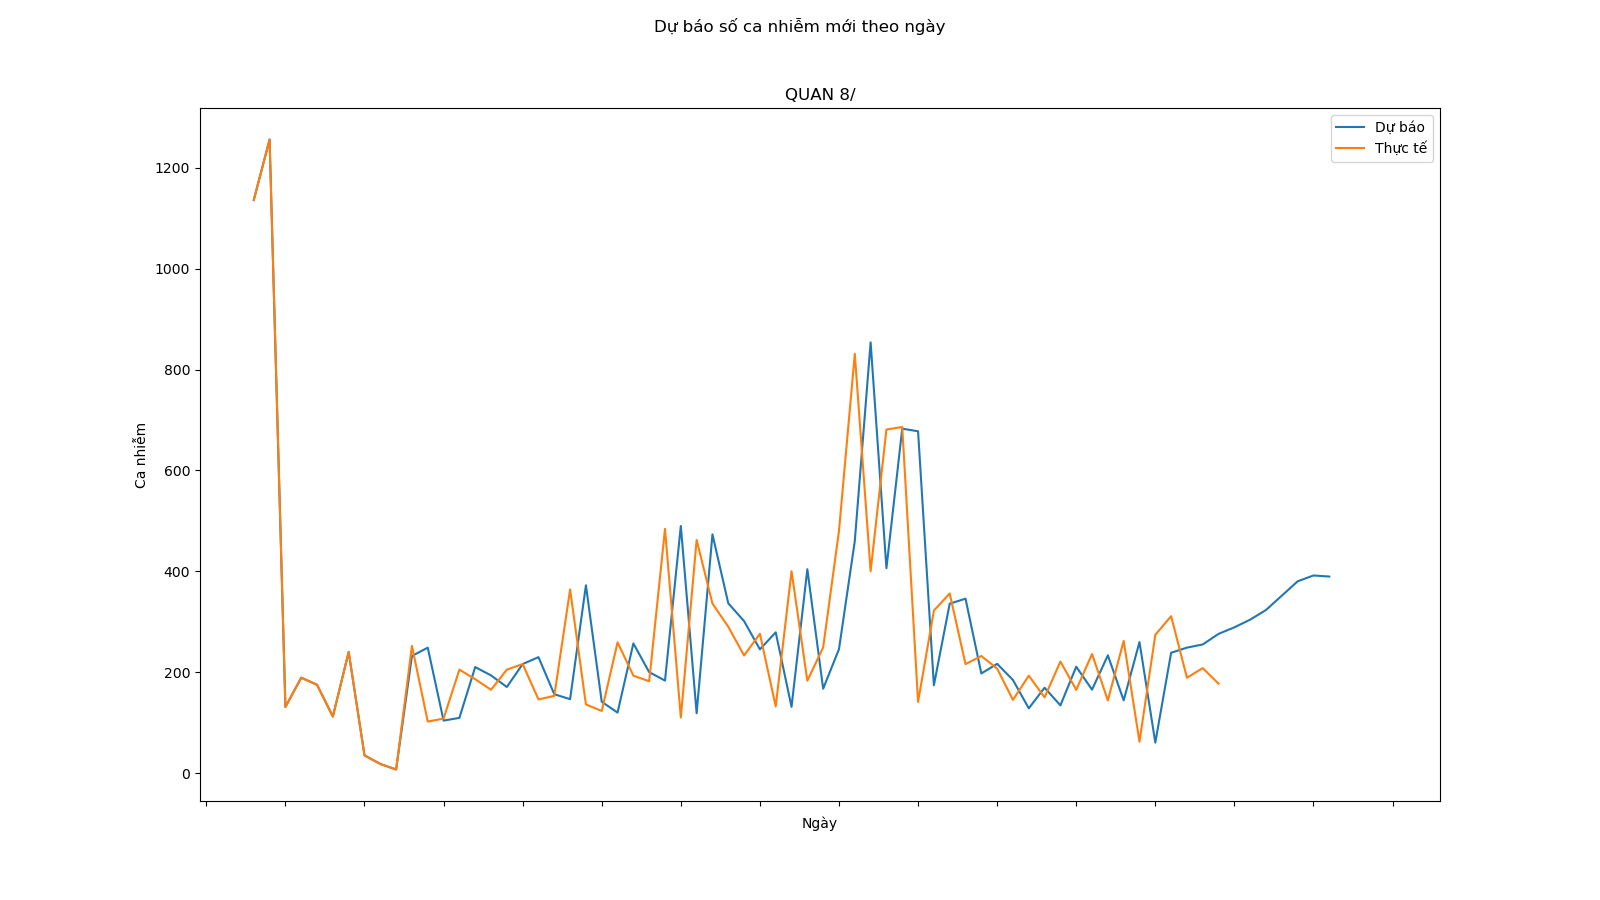 Dự báo số ca nhiễm mới theo ngày
QUAN 8/
Dự báo
Thực tế
1200
1000
800
600
400
200
0
Ca nhiễm
Ngày